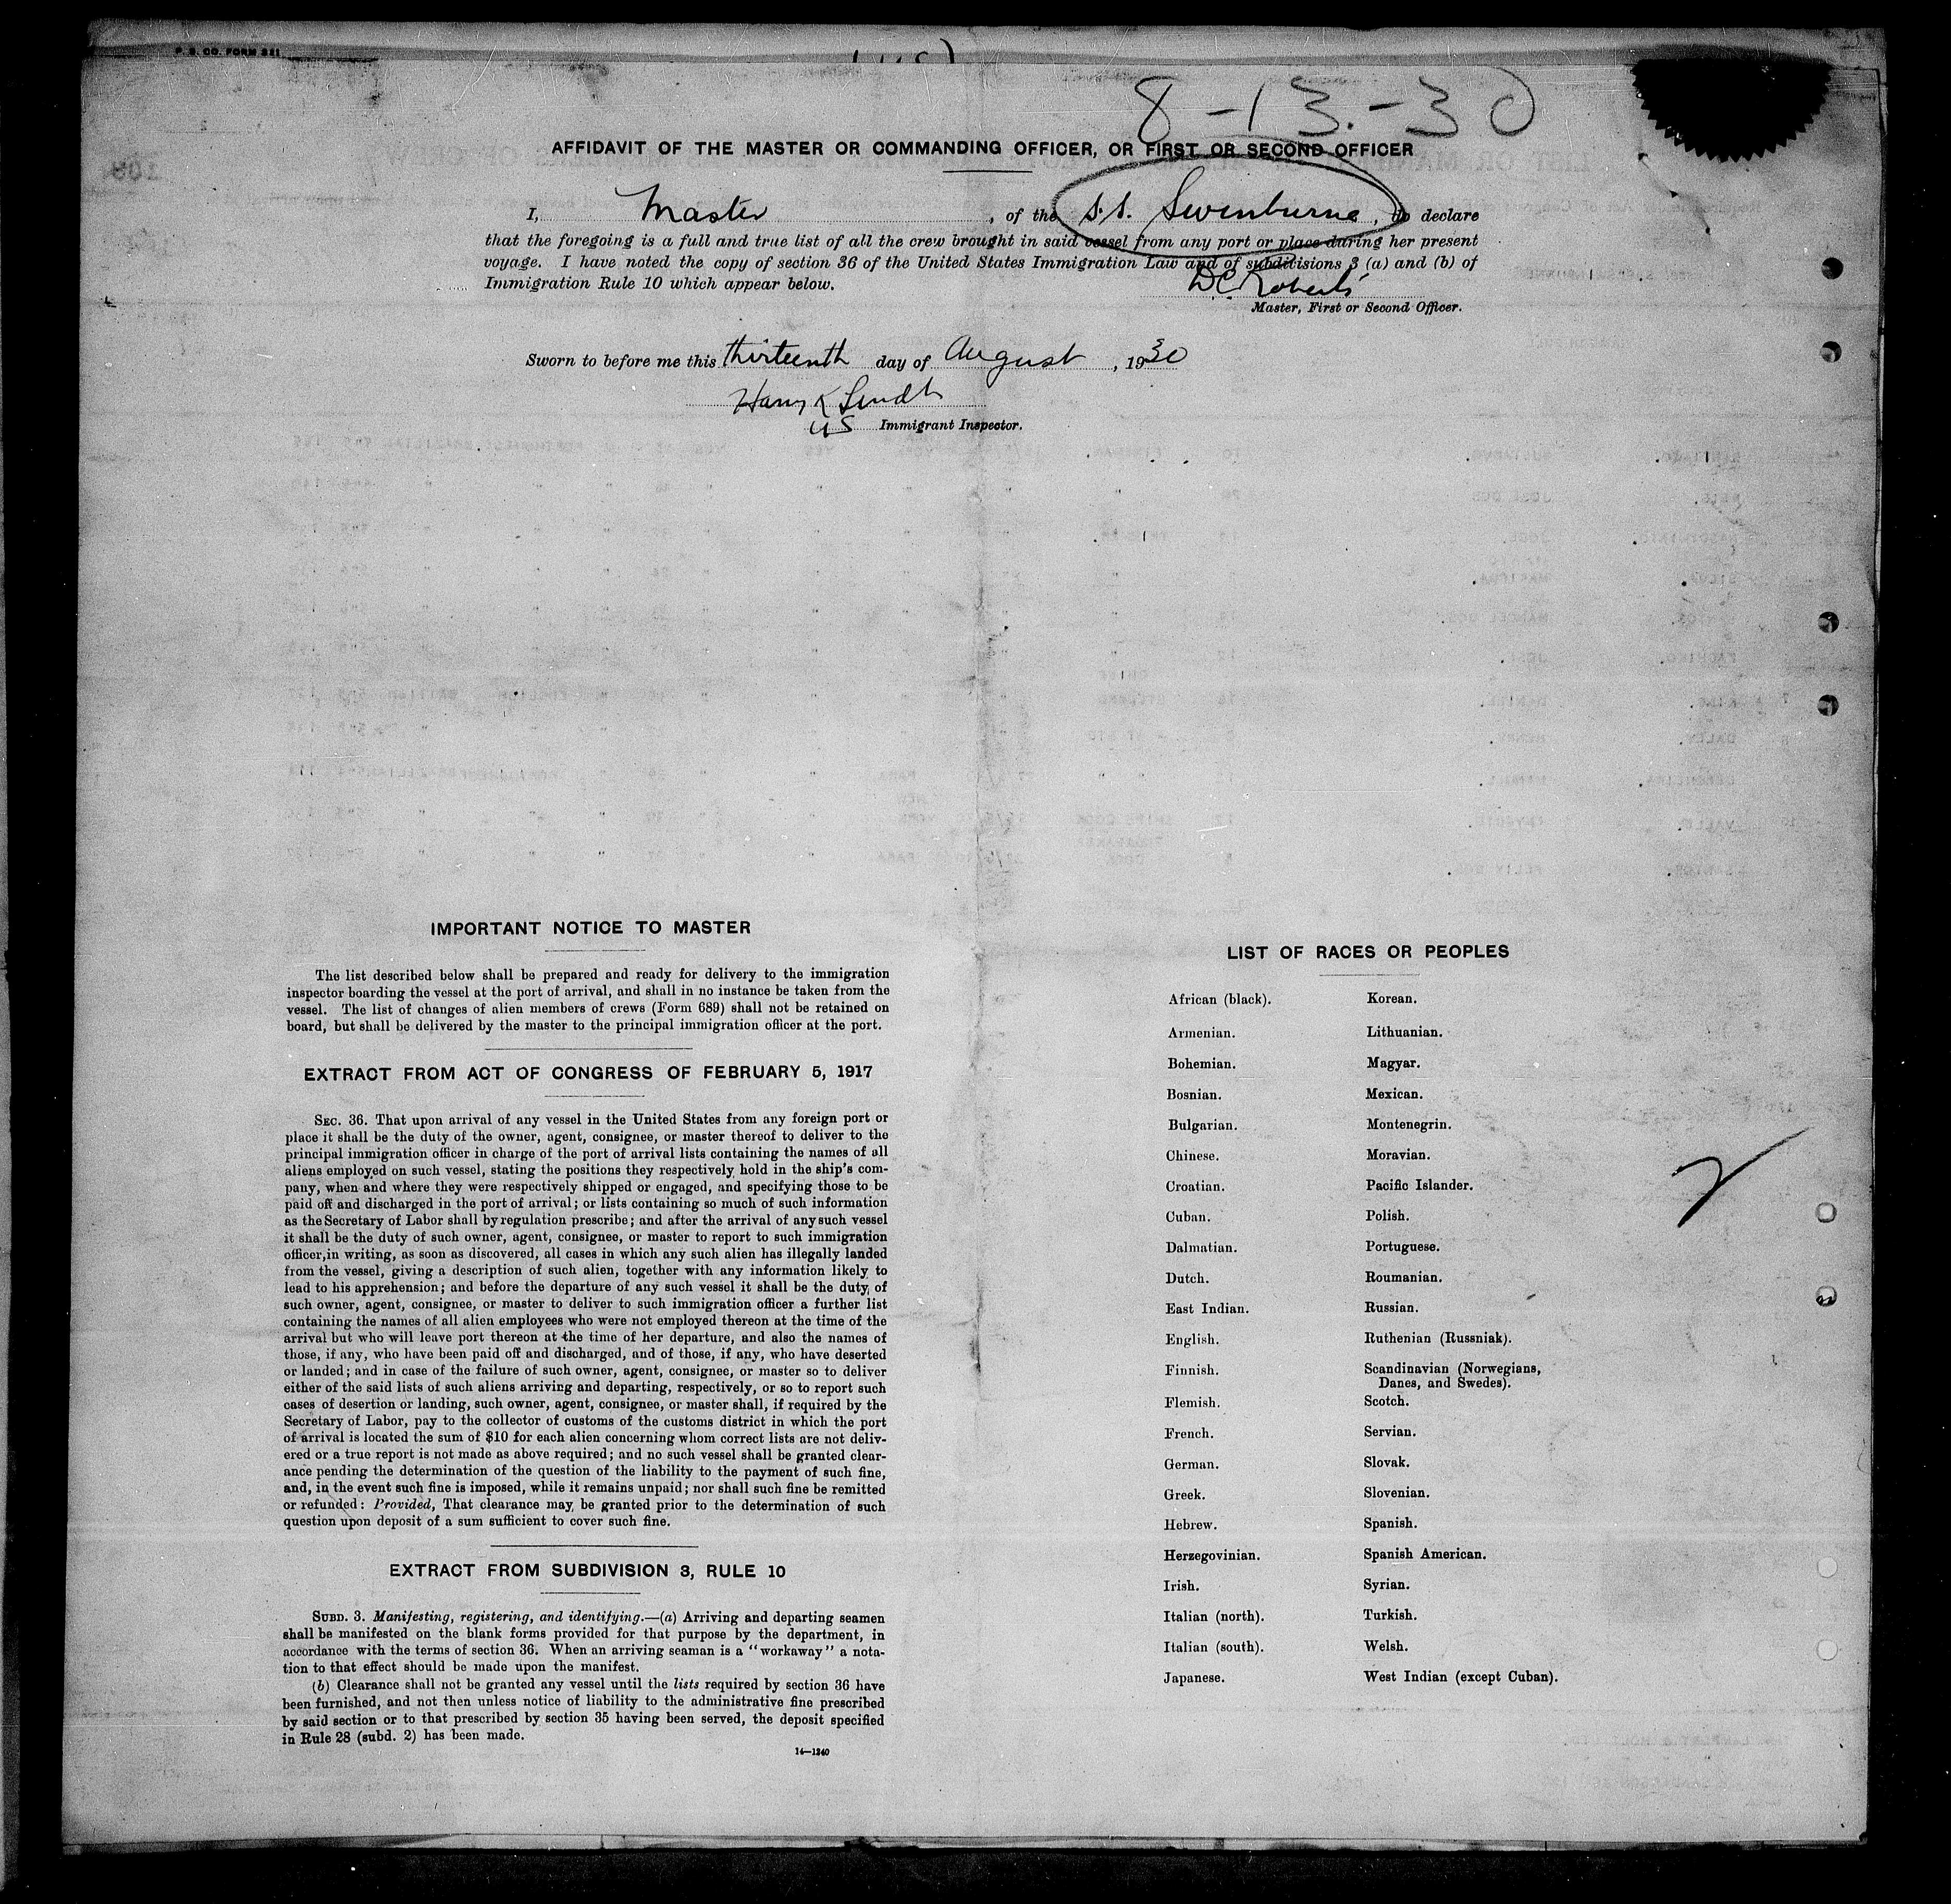 P. S. CO. FORM 221
8-13-30
AFFIDAVIT OF THE MASTER OR COMMANDING OFFICER, OR FIRST OR SECOND OFFICER
I, Master, of the S.S. Swinburne, do declare
that the foregoing is a full and true list of all the crew brought in said vessel from any port or place during her present
voyage. I have noted the copy of section 36 of the United States Immigration Law and of subdivisions 3 (a) and (b) of
Immigration Rule 10 which appear below.
D.C. Roberts
Master, First or Second Officer.
Sworn to before me this thirteenth day of August, 1930
Harry K
US Immigrant Inspector.
IMPORTANT NOTICE TO MASTER
The list described below shall be prepared and ready for delivery to the immigration
inspector boarding the vessel at the port of arrival, and shall in no instance be taken from the
vessel. The list of changes of alien members of crews (Form 689) shall not be retained on
board, but shall be delivered by the master to the principal immigration officer at the port.
EXTRACT FROM ACT OF CONGRESS OF FEBRUARY 5, 1917
SEC. 36. That upon arrival of any vessel in the United States from any foreign port or
place it shall be the duty of the owner, agent, consignee, or master thereof to deliver to the
principal immigration officer in charge of the port of arrival lists containing the names of all
aliens employed on such vessel, stating the positions they respectively hold in the ship's com-
pany, when and where they were respectively shipped or engaged, and specifying those to be
paid off and discharged in the port of arrival; or lists containing so much of such information
as the Secretary of Labor shall by regulation prescribe; and after the arrival of any such vessel
it shall be the duty of such owner, agent, consignee, or master to report to such immigration
officer, in writing, as soon as discovered, all cases in which any such alien has illegally landed
from the vessel, giving a description of such alien, together with any information likely to
lead to his apprehension; and before the departure of any such vessel it shall be the duty of
such owner, agent, consignee, or master to deliver to such immigration officer a further list
containing the names of all alien employees who were not employed thereon at the time of the
arrival but who will leave port thereon at the time of her departure, and also the names of
those, if any, who have been paid off and discharged, and of those, if any, who have deserted
or landed; and in case of the failure of such owner, agent, consignee, or master so to deliver
either of the said lists of such aliens arriving and departing, respectively, or so to report such
cases of desertion or landing, such owner, agent, consignee, or master shall, if required by the
Secretary of Labor, pay to the collector of customs of the customs district in which the port
of arrival is located the sum of $10 for each alien concerning whom correct lists are not deliv-
ered or a true report is not made as above required; and no such vessel shall be granted clear-
ance pending the determination of the question of the liability to the payment of such fine,
and, in the event such fine is imposed, while it remains unpaid; nor shall such fine be remitted
or refunded: Provided, That clearance may be granted prior to the determination of such
question upon deposit of a sum sufficient to cover such fine.
EXTRACT FROM SUBDIVISION 3, RULE 10
SUBD. 3. Manifesting, registering, and identifying.—(a) Arriving and departing seamen
shall be manifested on the blank forms provided for that purpose by the department, in
accordance with the terms of section 36. When an arriving seaman is a "workaway" a nota-
tion to that effect should be made upon the manifest.
(b) Clearance shall not be granted any vessel until the lists required by section 36 have
been furnished, and not then unless notice of liability to the administrative fine prescribed
by said section or to that prescribed by section 35 having been served, the deposit specified
in Rule 28 (subd. 2) has been made.
14—1240
LIST OF RACES OR PEOPLES
African (black). Korean.
Armenian. Lithuanian.
Bohemian. Magyar.
Bosnian. Mexican.
Bulgarian. Montenegrin.
Chinese. Moravian.
Croatian. Pacific Islander.
Cuban. Polish.
Dalmatian. Portuguese.
Dutch. Roumanian.
East Indian. Russian.
English. Ruthenian (Russniak).
Finnish. Scandinavian (Norwegians,
Danes, and Swedes).
Flemish. Scotch.
French. Servian.
German. Slovak.
Greek. Slovenian.
Hebrew. Spanish.
Herzegovinian. Spanish American.
Irish. Syrian.
Italian (north). Turkish.
Italian (south). Welsh.
Japanese. West Indian (except Cuban).